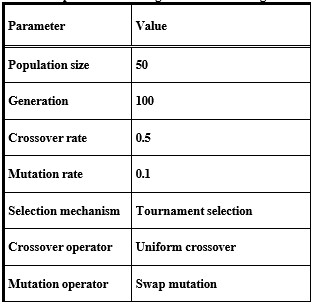 Parameter Value
Population size 50
Generation 100
Crossover rate 0.5
Mutation rate 0.1
Selection mechanism Tournament selection
Crossover operator Uniform crossover
Mutation operator Swap mutation